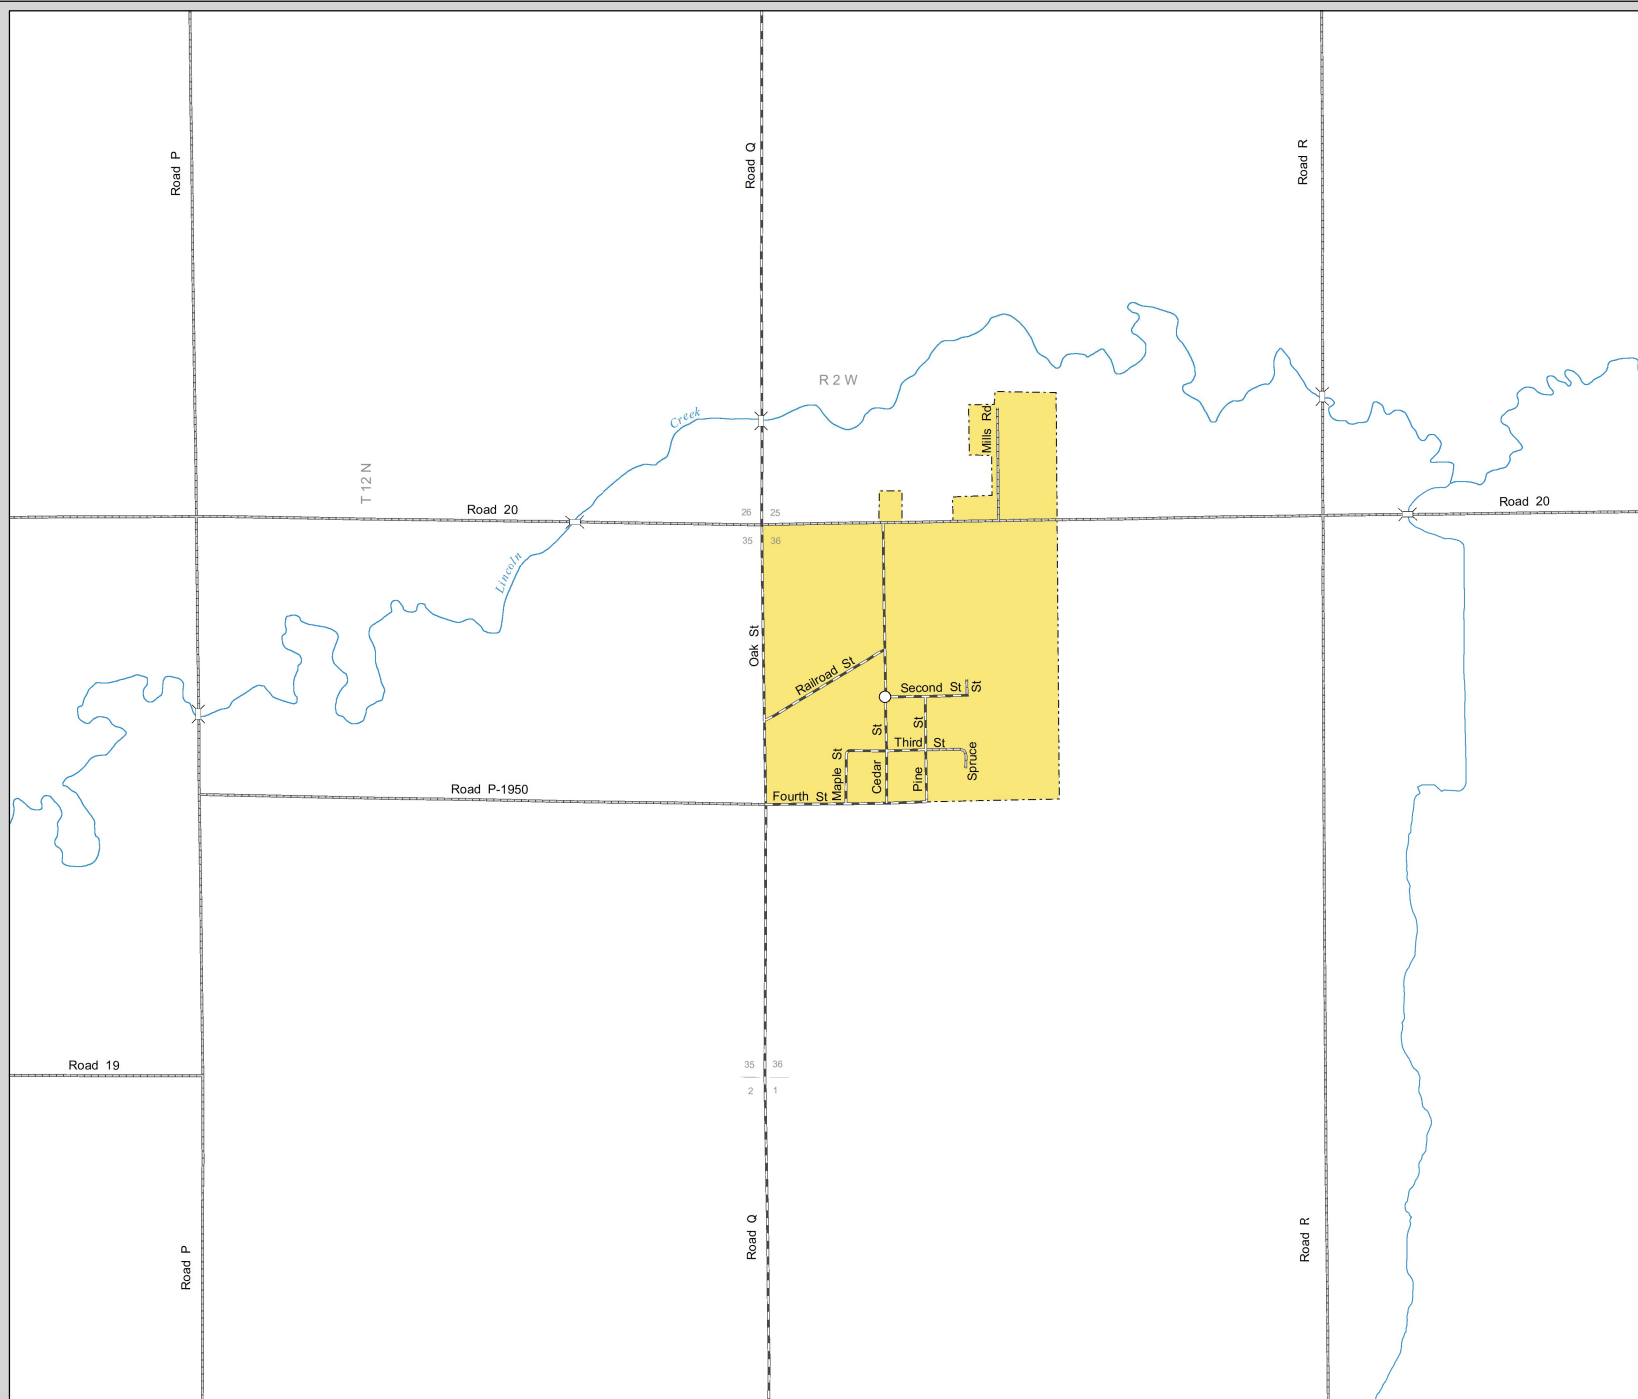 Road P
Road Q
Road R
R 2 W
Creek
Mills Rd
T 12 N
Road 20
26 25
35 36
Road 20
Lincoln
Oak St
Railroad St
Second St
St
St
St
Third St
Maple St
Cedar
Pine
Spruce
Road P-1950
Fourth St
Road 19
35 36
2 1
Road P
Road Q
Road R